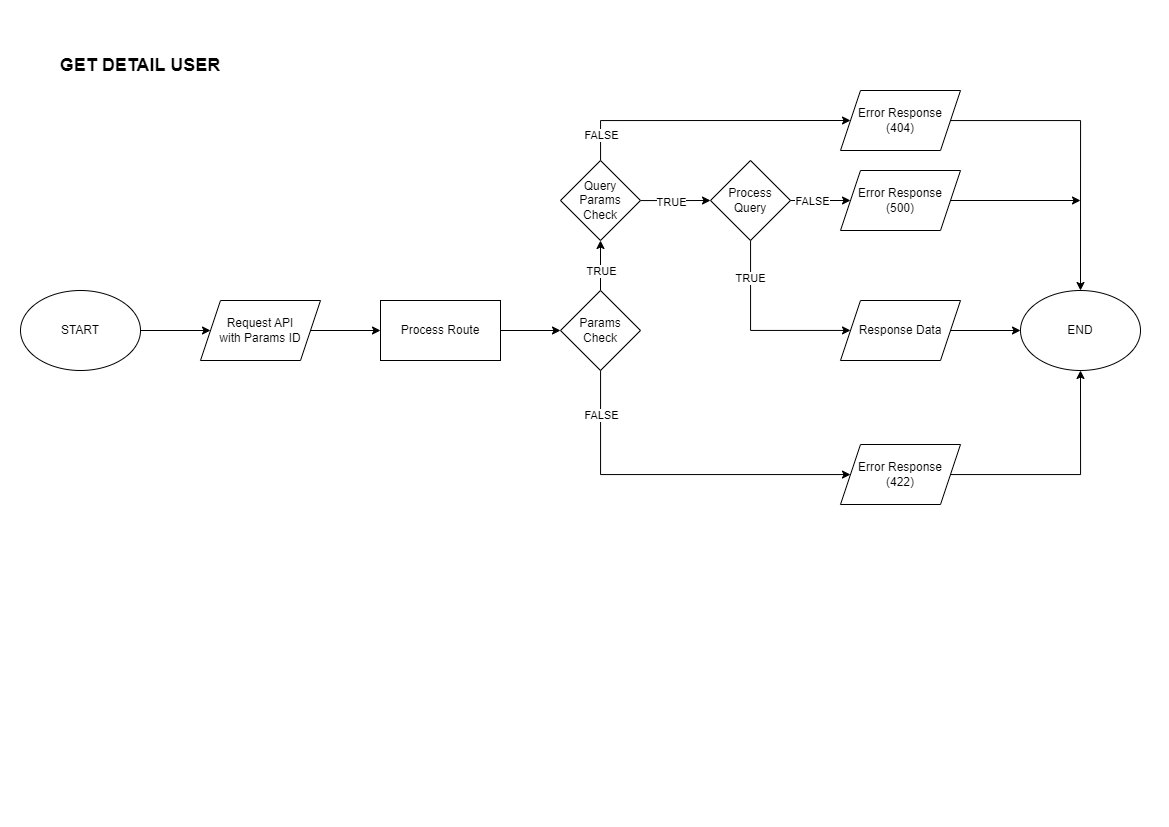 GET DETAIL USER
Error Response
(404)
FALSE
Query
Params
Check
TRUE
Process
Query
FALSE
Error Response
(500)
TRUE
TRUE
START
Request API
with Params ID
Process Route
Params
Check
Response Data
END
FALSE
Error Response
(422)